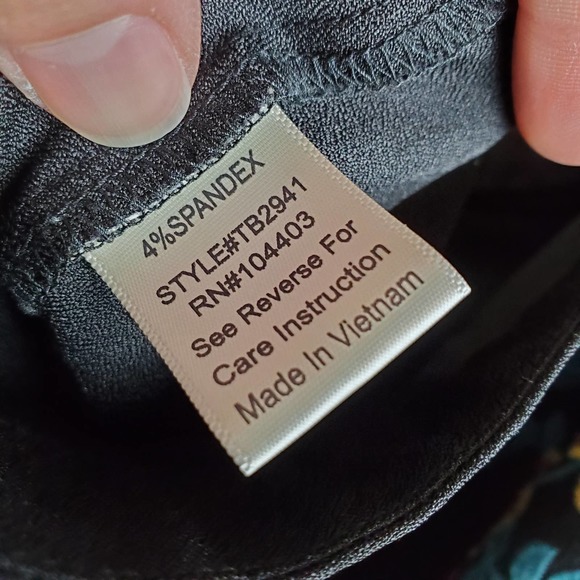 4%SPANDEX
STYLE#TB2941
RN#104403
See Reverse For
Care Instruction
Made In Vietnam